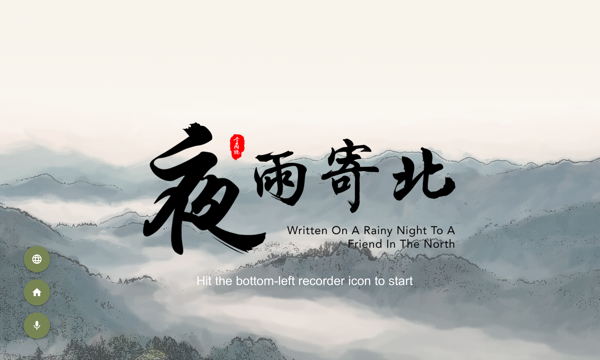 夜雨寄北
Written On A Rainy Night To A
Friend In The North
Hit the bottom-left recorder icon to start